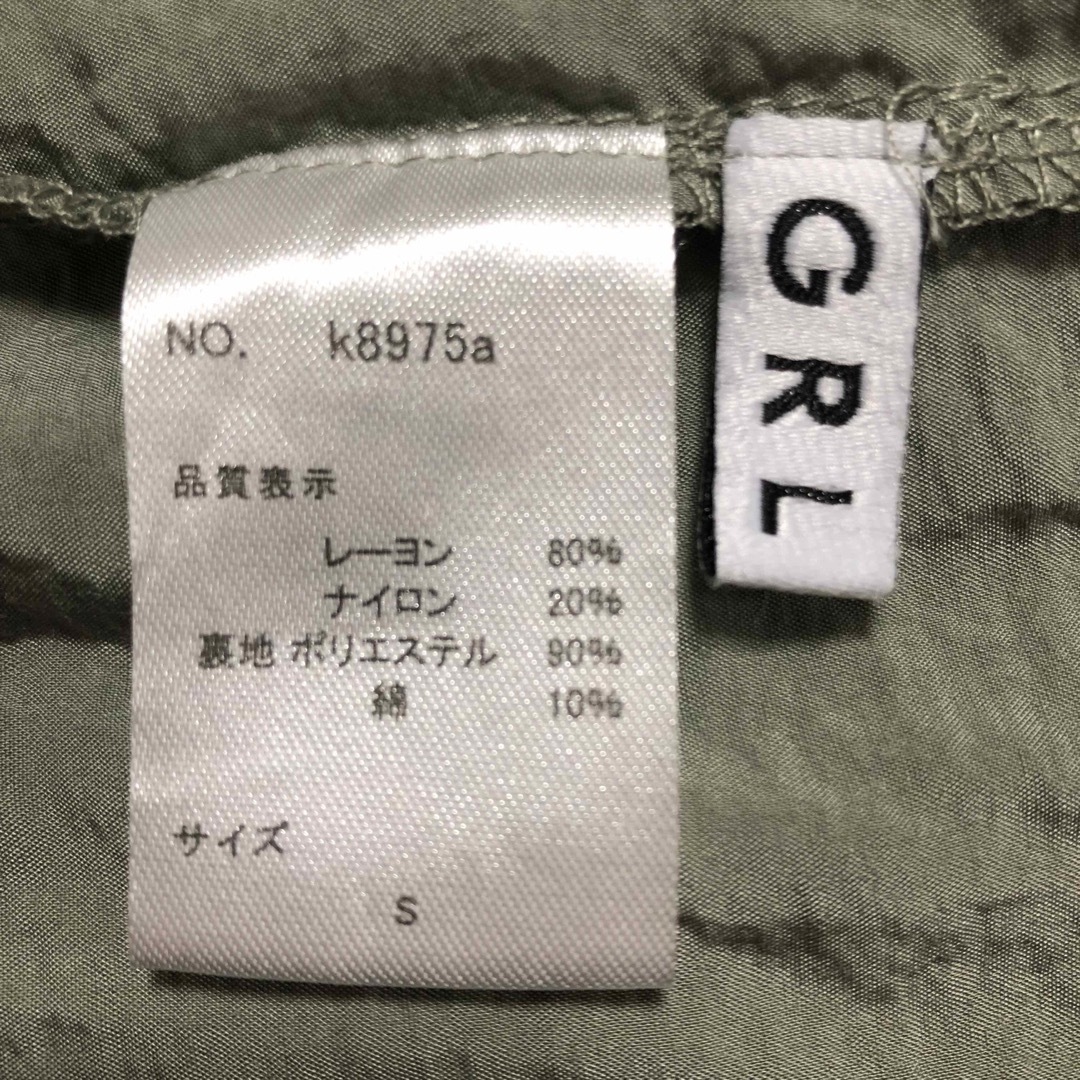 NO. k8975a
品質表示
レーヨン 80%
ナイロン 20%
裏地 ポリエステル 90%
綿 10%
サイズ
S
GRL